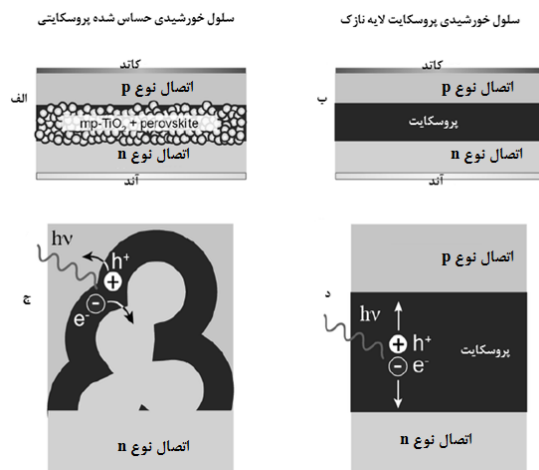 سلول خورشیدی پروسکایت لایه نازک
سلول خورشیدی حساس شده پروسکایتی
کاتد
اتصال نوع p
پروسکایت
اتصال نوع n
آند
ب
کاتد
اتصال نوع p
mp-TiO₂ + perovskite
اتصال نوع n
آند
الف
اتصال نوع p
د
hν
h⁺
e⁻
پروسکایت
اتصال نوع n
hν
h⁺
e⁻
ج
اتصال نوع n